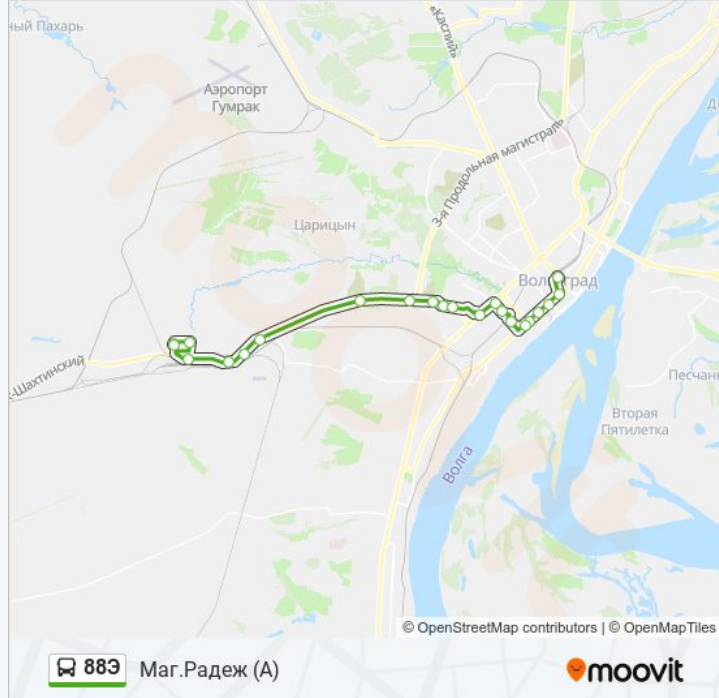 ный Пахарь
«Каспий»
Аэропорт
Гумрак
3-я Продольная магистраль
Царицын
Волгоград
-Шахтинский
Песчан
Вторая
Пятилетка
Волга
© OpenStreetMap contributors | © OpenMapTiles
88Э Маг.Радеж (А)
moovit